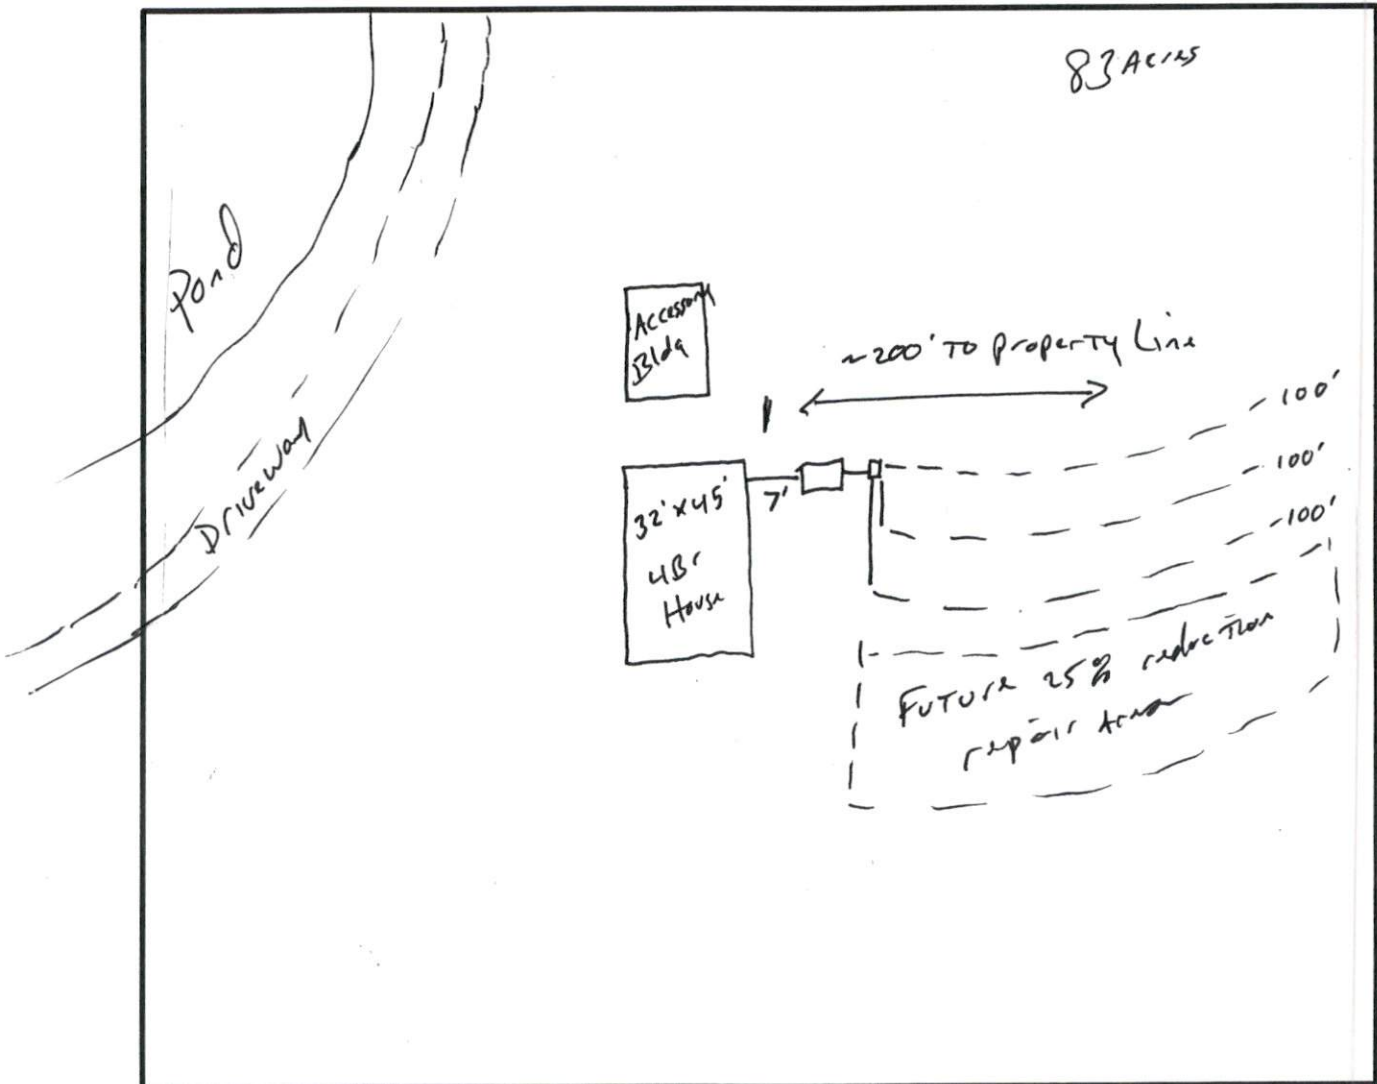 83 Acres
Pond
Accessory
Bldg
~200' TO property Line
100'
100'
100'
Driveway
7'
32'x45'
4Br
House
Future 25% reduction
repair Area